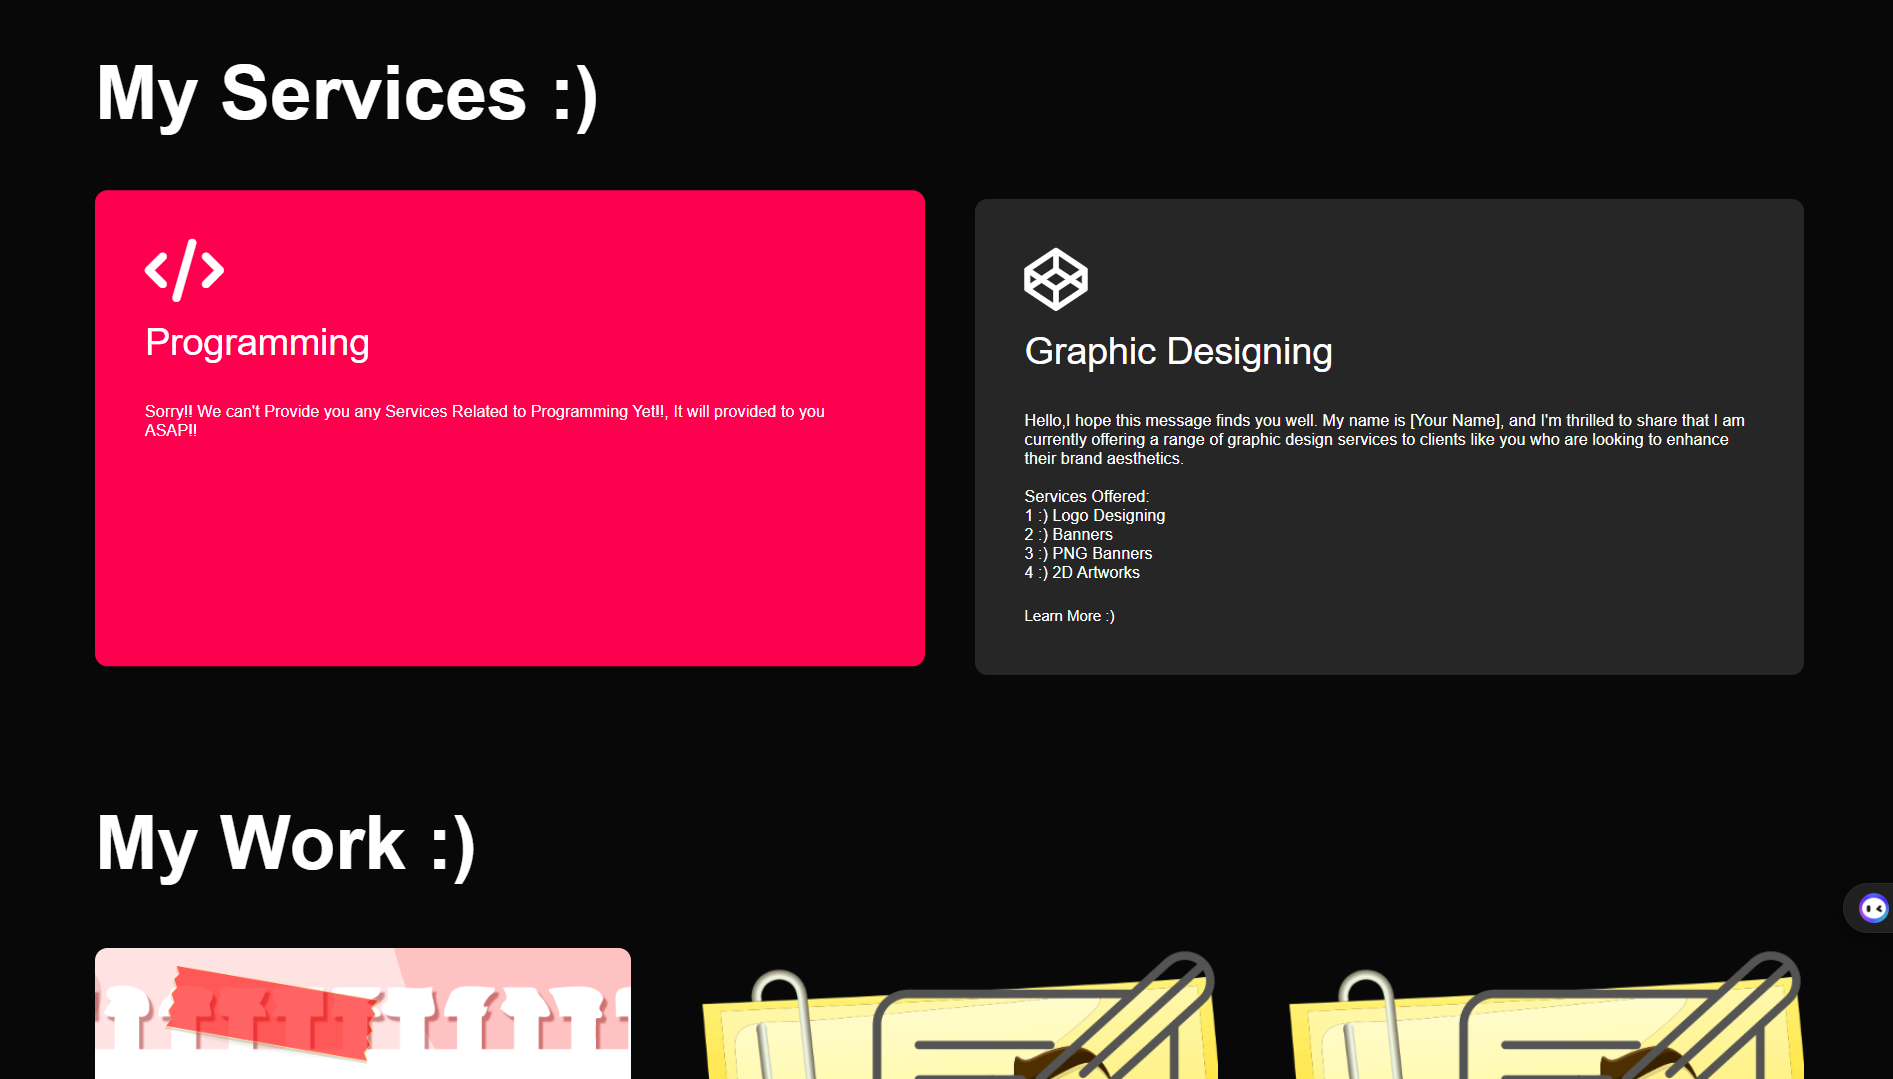 My Services :)
Programming
Sorry!! We can't Provide you any Services Related to Programming Yet!!, It will provided to you
ASAP!!
Graphic Designing
Hello,I hope this message finds you well. My name is [Your Name], and I'm thrilled to share that I am
currently offering a range of graphic design services to clients like you who are looking to enhance
their brand aesthetics.
Services Offered:
1 :) Logo Designing
2 :) Banners
3 :) PNG Banners
4 :) 2D Artworks
Learn More :)
My Work :)